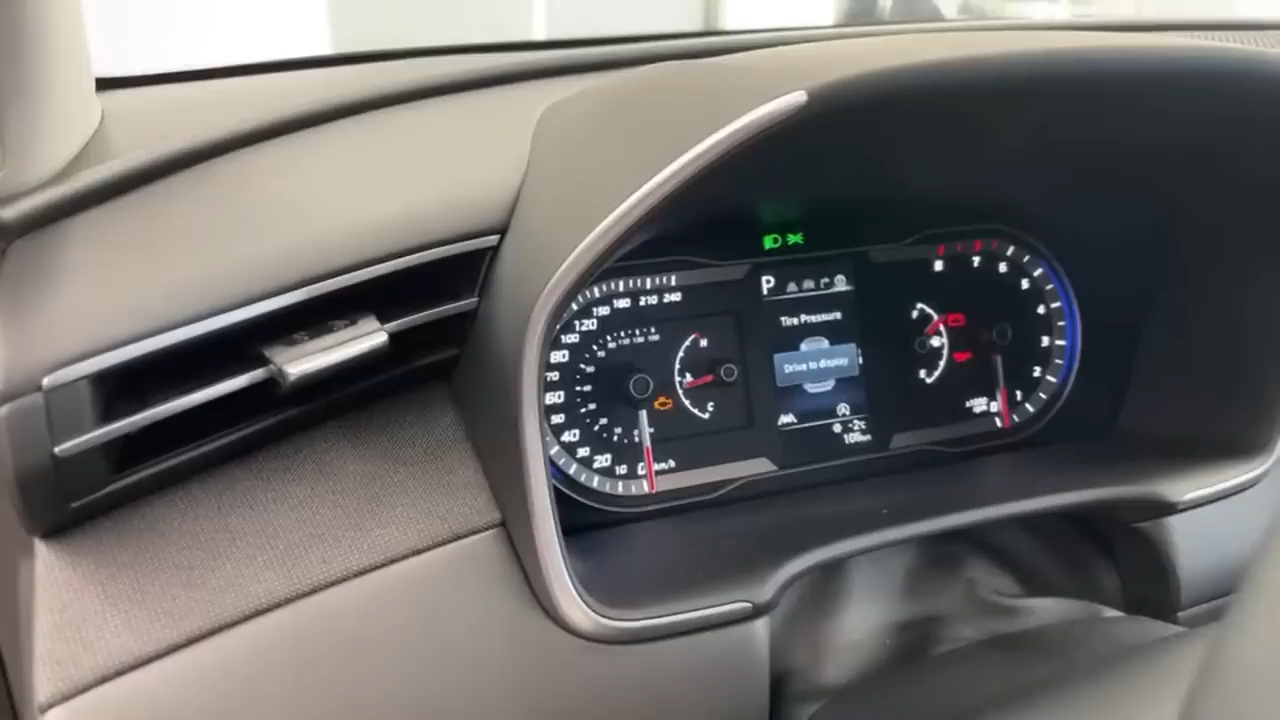 150 180 210 240
120
100
80
70
60
50
40
30
20
10
0
km/h
H
C
P
Tire Pressure
Drive to display
-2°C
F
E
8 7 6
5
4
3
2
1
0
x1000
rpm